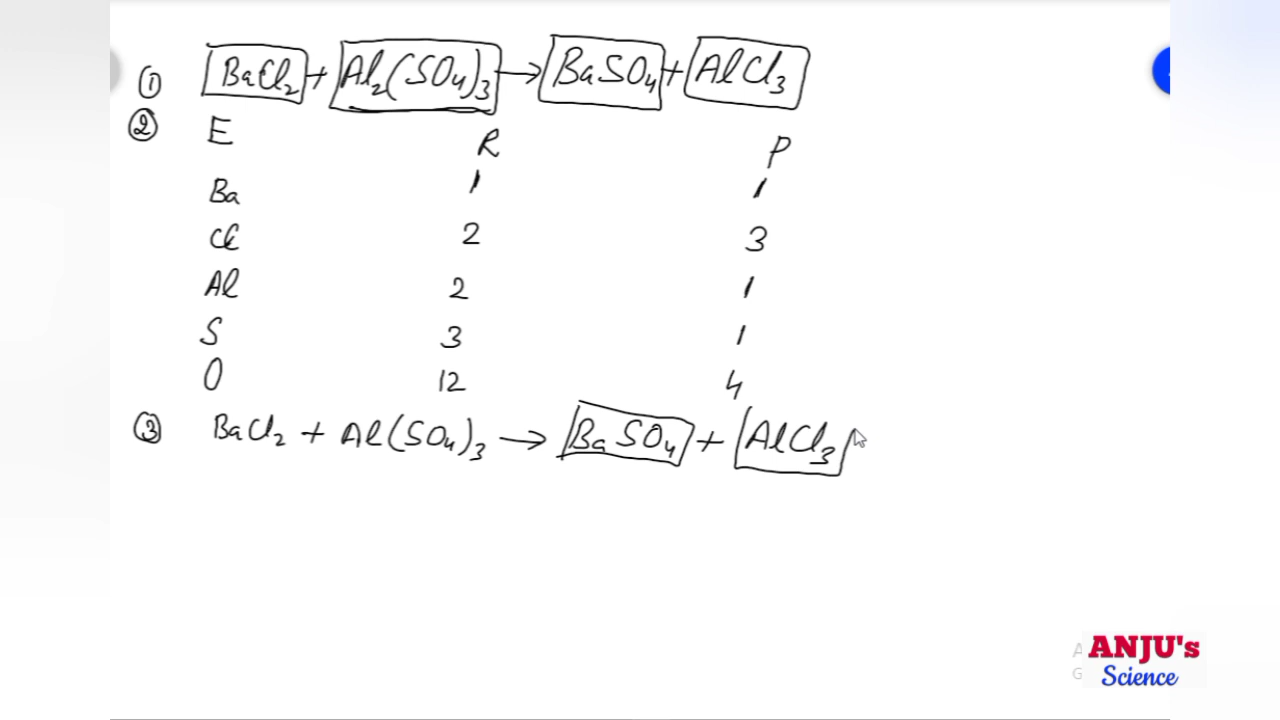 ① BaCl₂ + Al₂(SO₄)₃ → BaSO₄ + AlCl₃
② E R P
Ba 1 1
Cl 2 3
Al 2 1
S 3 1
O 12 4
③ BaCl₂ + Al(SO₄)₃ → BaSO₄ + AlCl₃
ANJU's
Science